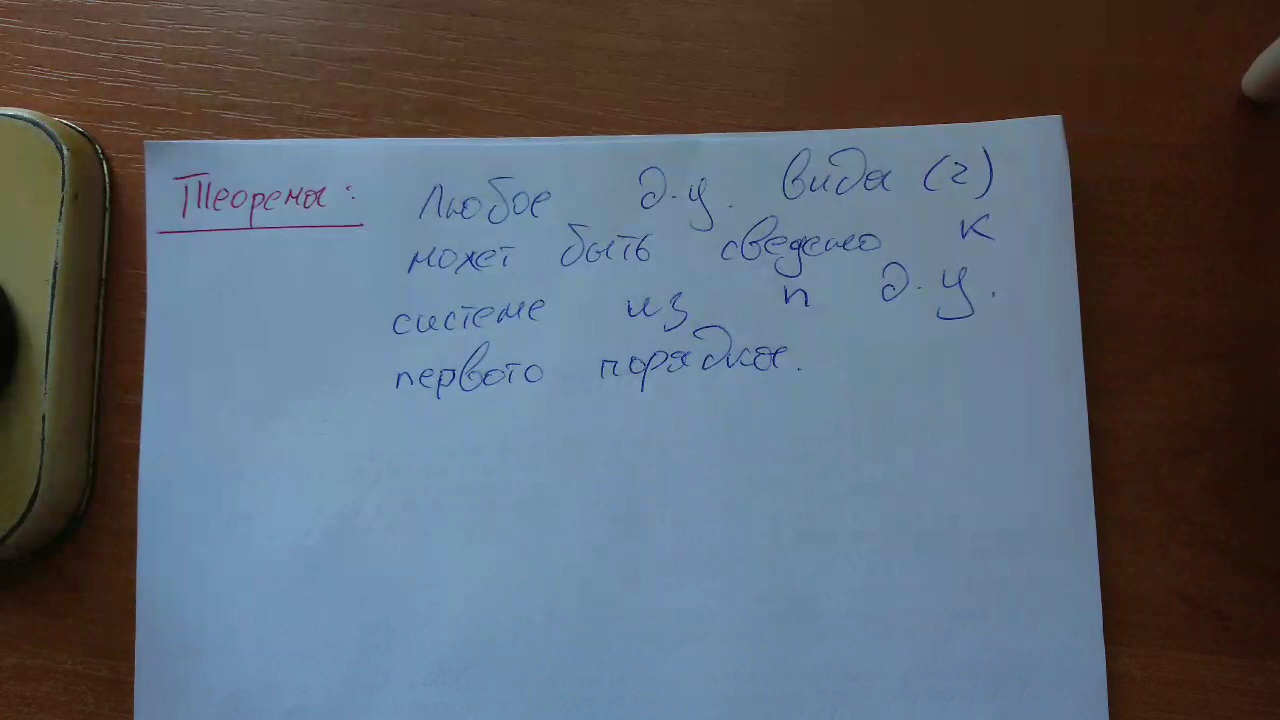 Теорема: Любое д.у. вида (2)
может быть сведено к
системе из n д.у.
первого порядка.